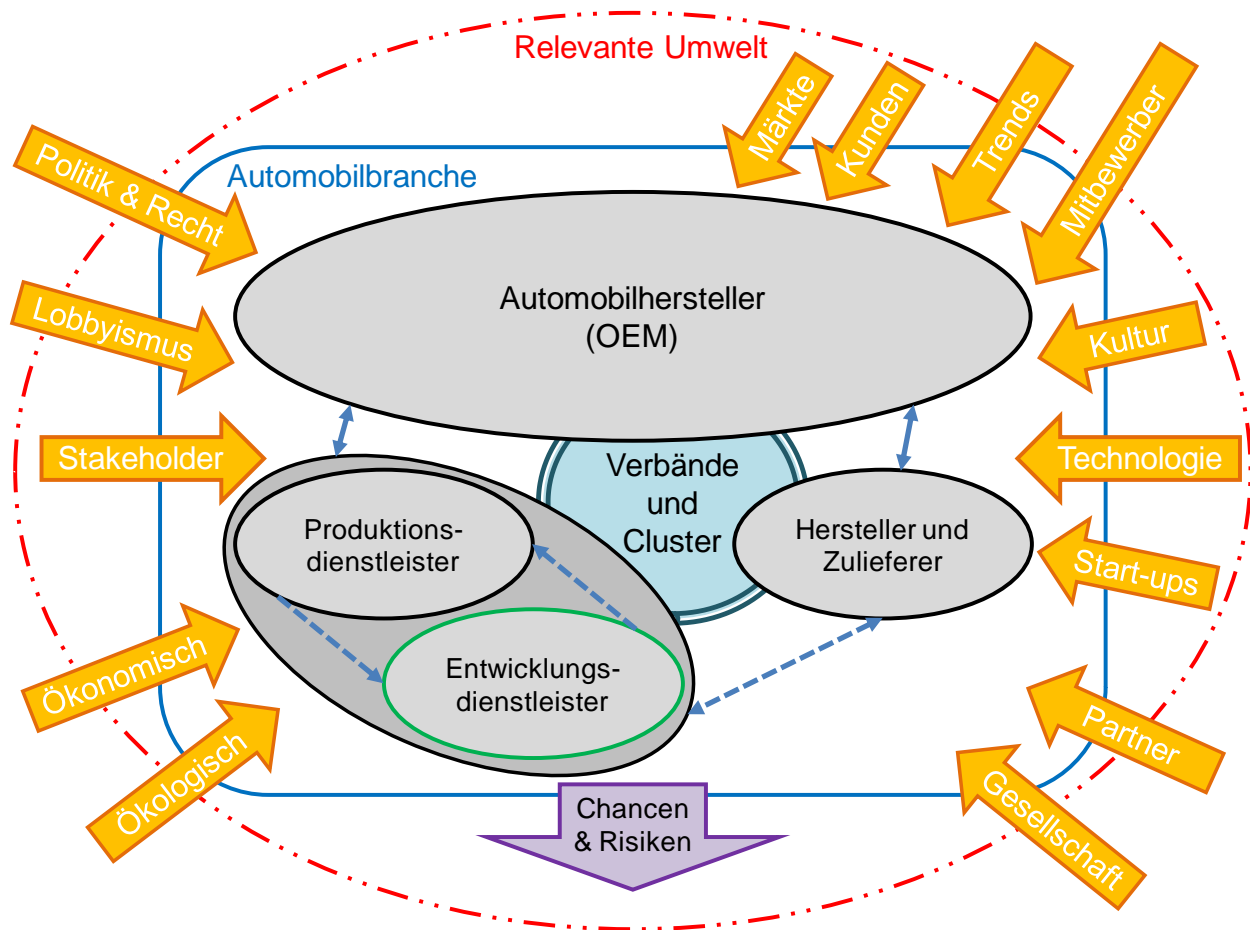 Relevante Umwelt
Automobilbranche
Politik & Recht
Lobbyismus
Stakeholder
Ökonomisch
Ökologisch
Märkte
Kunden
Trends
Mitbewerber
Kultur
Technologie
Start-ups
Partner
Gesellschaft
Automobilhersteller
(OEM)
Verbände
und
Cluster
Produktions-
dienstleister
Entwicklungs-
dienstleister
Hersteller und
Zulieferer
Chancen
& Risiken